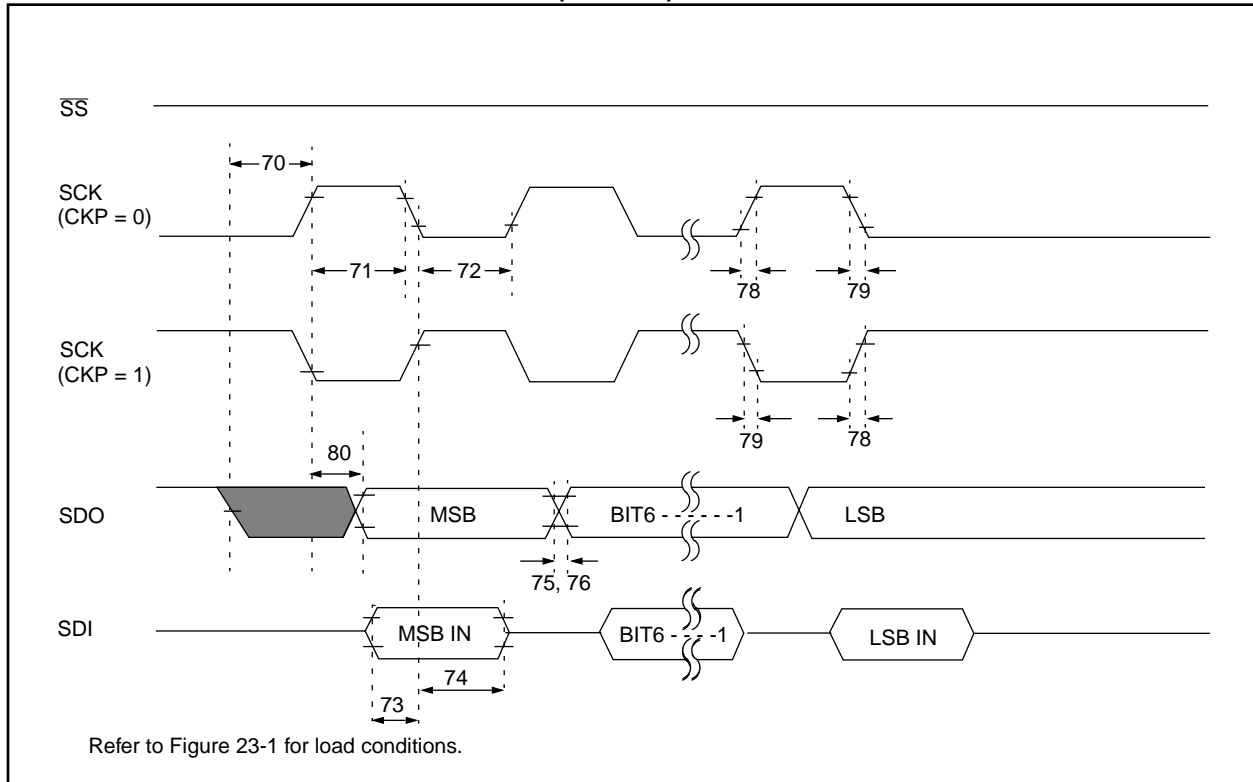 SS
70
SCK
(CKP = 0)
71
72
78
79
SCK
(CKP = 1)
79
78
80
SDO
MSB
BIT6 - - - - - -1
LSB
75, 76
SDI
MSB IN
BIT6 - - - - -1
LSB IN
74
73
Refer to Figure 23-1 for load conditions.